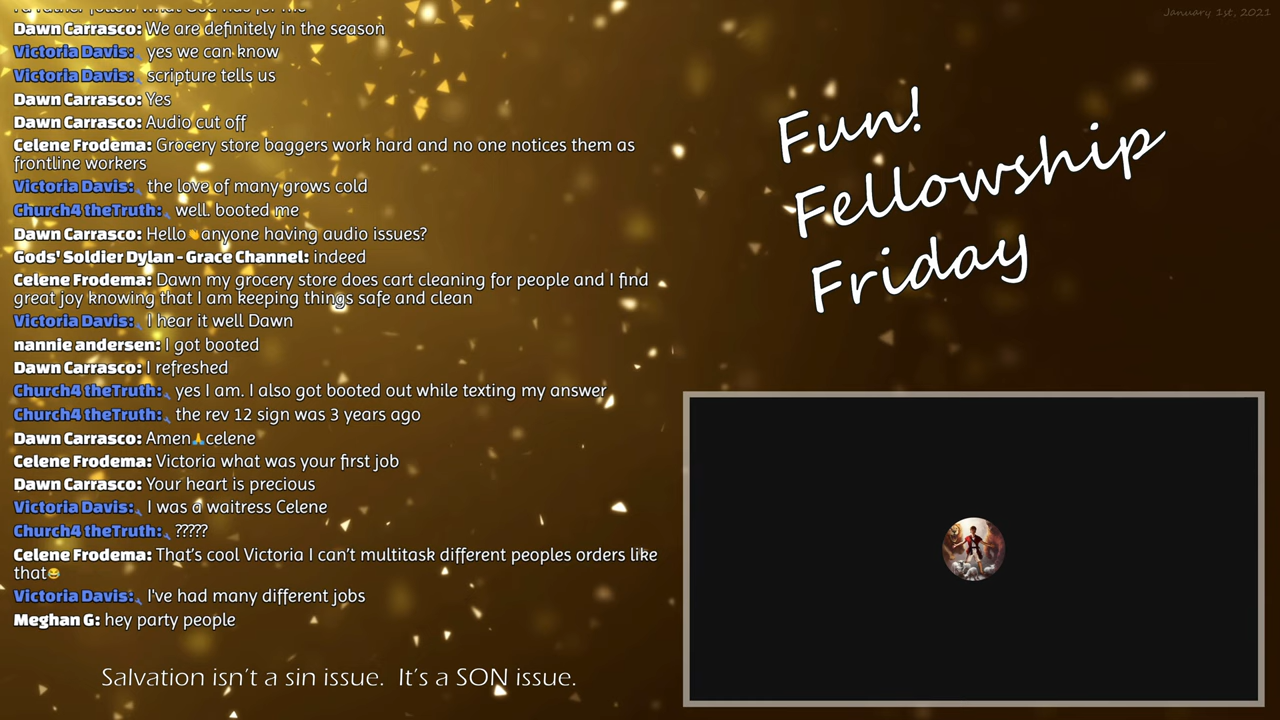 I'd rather follow what God has for me
Dawn Carrasco: We are definitely in the season
Victoria Davis: yes we can know
Victoria Davis: scripture tells us
Dawn Carrasco: Yes
Dawn Carrasco: Audio cut off
Celene Frodema: Grocery store baggers work hard and no one notices them as
frontline workers
Victoria Davis: the love of many grows cold
Church4 theTruth: well. booted me
Dawn Carrasco: Hello👋anyone having audio issues?
Gods' Soldier Dylan - Grace Channel: indeed
Celene Frodema: Dawn my grocery store does cart cleaning for people and I find
great joy knowing that I am keeping things safe and clean
Victoria Davis: I hear it well Dawn
nannie andersen: I got booted
Dawn Carrasco: I refreshed
Church4 theTruth: yes I am. I also got booted out while texting my answer
Church4 theTruth: the rev 12 sign was 3 years ago
Dawn Carrasco: Amen🙏celene
Celene Frodema: Victoria what was your first job
Dawn Carrasco: Your heart is precious
Victoria Davis: I was a waitress Celene
Church4 theTruth: ?????
Celene Frodema: That's cool Victoria I can't multitask different peoples orders like
that😂
Victoria Davis: I've had many different jobs
Meghan G: hey party people
Salvation isn't a sin issue. It's a SON issue.
January 1st, 2021
Fun!
Fellowship
Friday